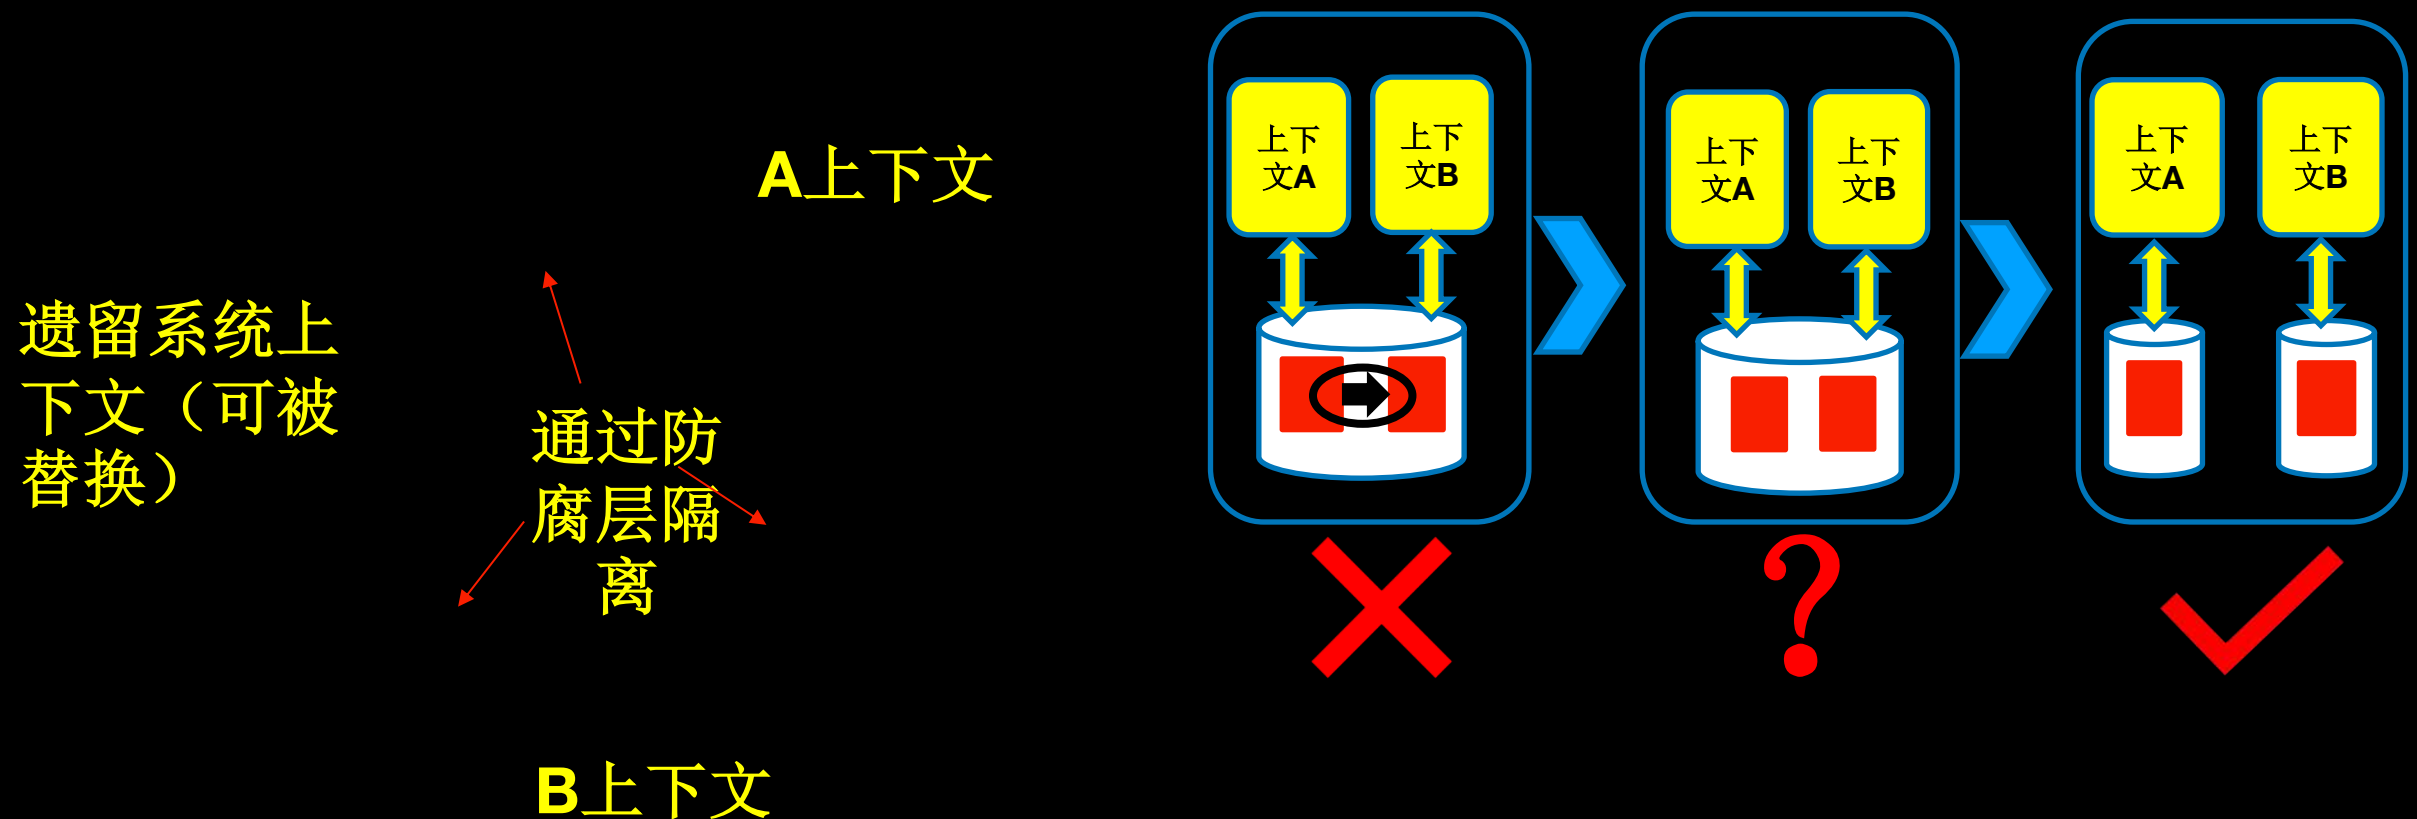 A上下文
遗留系统上
下文（可被
替换）
通过防
腐层隔
离
B上下文
上下
文A
上下
文B
上下
文A
上下
文B
上下
文A
上下
文B
?